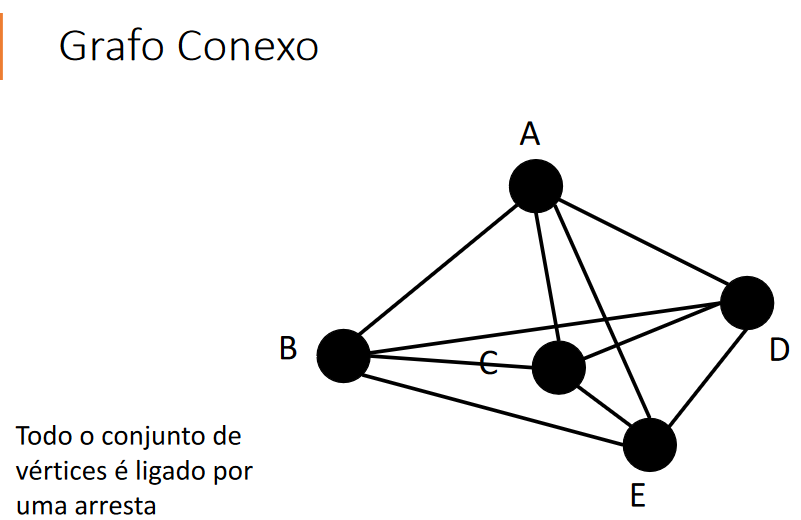 Grafo Conexo
A
B
C
D
E
Todo o conjunto de
vértices é ligado por
uma arresta